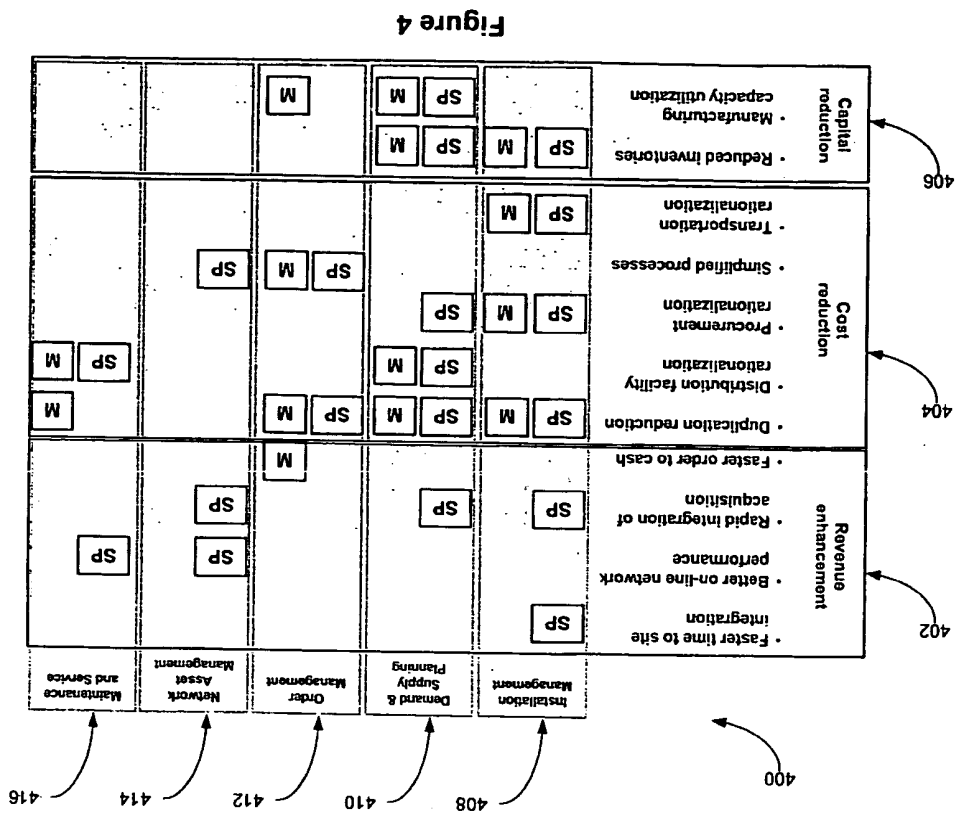 408 410 412 414 416
400
Installation
Management
Demand &
Supply
Planning
Order
Management
Network
Asset
Management
Maintenance
and Service
402
Revenue
enhancement
• Faster time to site
integration
SP
• Better on-line network
performance
SP SP
• Rapid integration of
acquisition
SP SP SP
• Faster order to cash
M
404
Cost
reduction
• Duplication reduction
SP M SP M SP M M
• Distribution facility
rationalization
SP M SP M
• Procurement
rationalization
SP M SP
• Simplified processes
SP M SP
• Transportation
rationalization
SP M
406
Capital
reduction
• Reduced inventories
SP M SP M
• Manufacturing
capacity utilization
SP M M
Figure 4